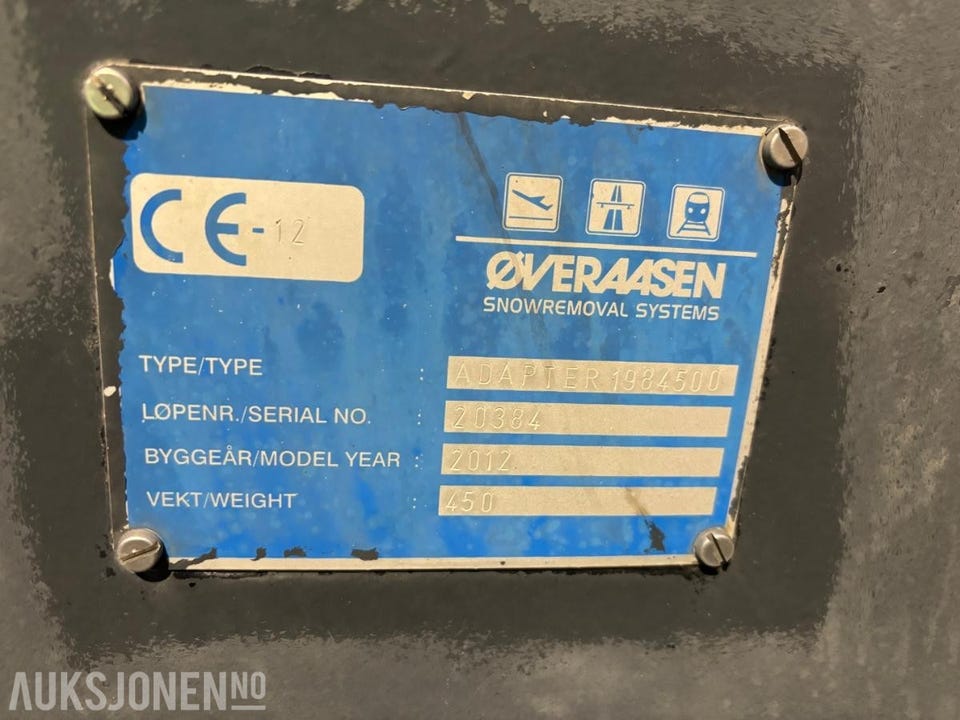 CE-12
ØVERAASEN
SNOWREMOVAL SYSTEMS
TYPE/TYPE : ADAPTER 1984500
LØPENR./SERIAL NO. : 20384
BYGGEÅR/MODEL YEAR : 2012
VEKT/WEIGHT : 450
AUKSJONEN NO